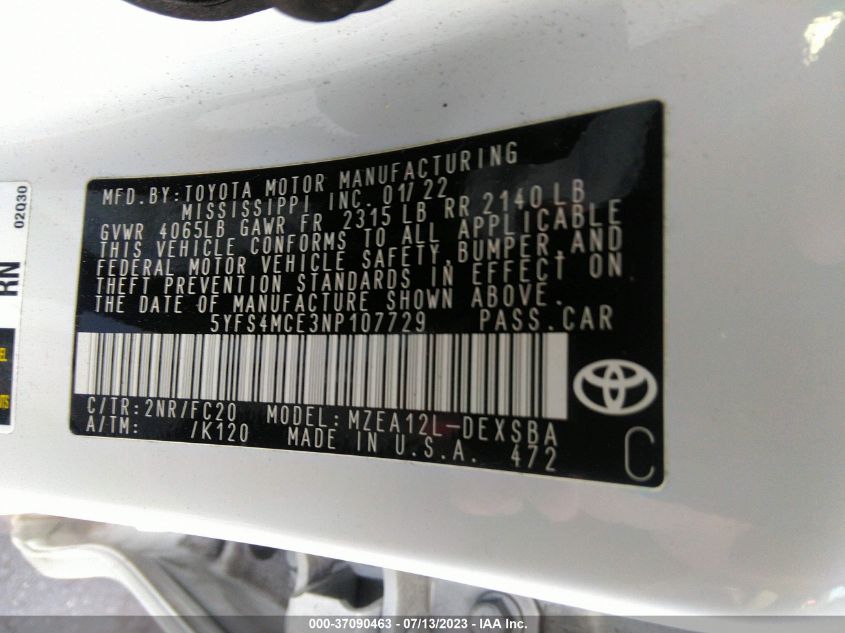 MFD. BY: TOYOTA MOTOR MANUFACTURING
MISSISSIPPI INC. 01/22
GVWR 4065LB GAWR FR 2315 LB RR 2140 LB
THIS VEHICLE CONFORMS TO ALL APPLICABLE
FEDERAL MOTOR VEHICLE SAFETY, BUMPER, AND
THEFT PREVENTION STANDARDS IN EFFECT ON
THE DATE OF MANUFACTURE SHOWN ABOVE.
5YFS4MCE3NP107729 PASS. CAR
C/TR: 2NR/FC20 MODEL: MZEA12L-DEXSBA
A/TM: /K120 MADE IN U.S.A. 472
C
02Q30
RN
000-37090463 - 07/13/2023 - IAA Inc.